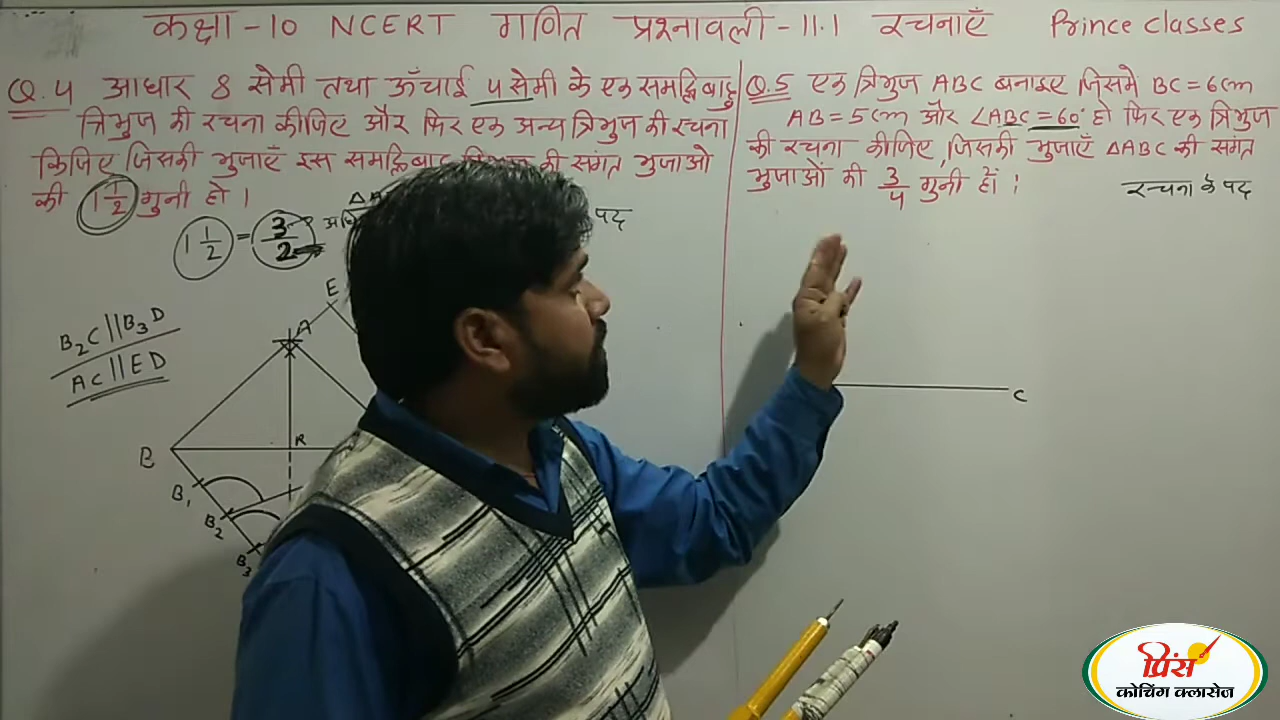 कक्षा -10 NCERT गणित प्रश्नावली -11.1 रचनाएँ Prince Classes
Q.4 आधार 8 सेमी तथा ऊँचाई 4 सेमी के एक समद्विबाहु
त्रिभुज की रचना कीजिए और फिर एक अन्य त्रिभुज की रचना
किजिए जिसकी भुजाएँ इस समद्विबाहु की संगत भुजाओ
की 1 1/2 गुनी हो ।
1 1/2 = 3/2
पद
B₂C||B₃D
AC||ED
E
A
B
R
B₁
B₂
B₃
Q.5 एक त्रिभुज ABC बनाइए जिसमे BC = 6cm
AB = 5cm और ∠ABC = 60° हो फिर एक त्रिभुज
की रचना कीजिए, जिसकी भुजाएँ △ABC की संगत
भुजाओं की 3/4 गुनी हों ।
रचना के पद
C
प्रिंस
कोचिंग क्लासेज